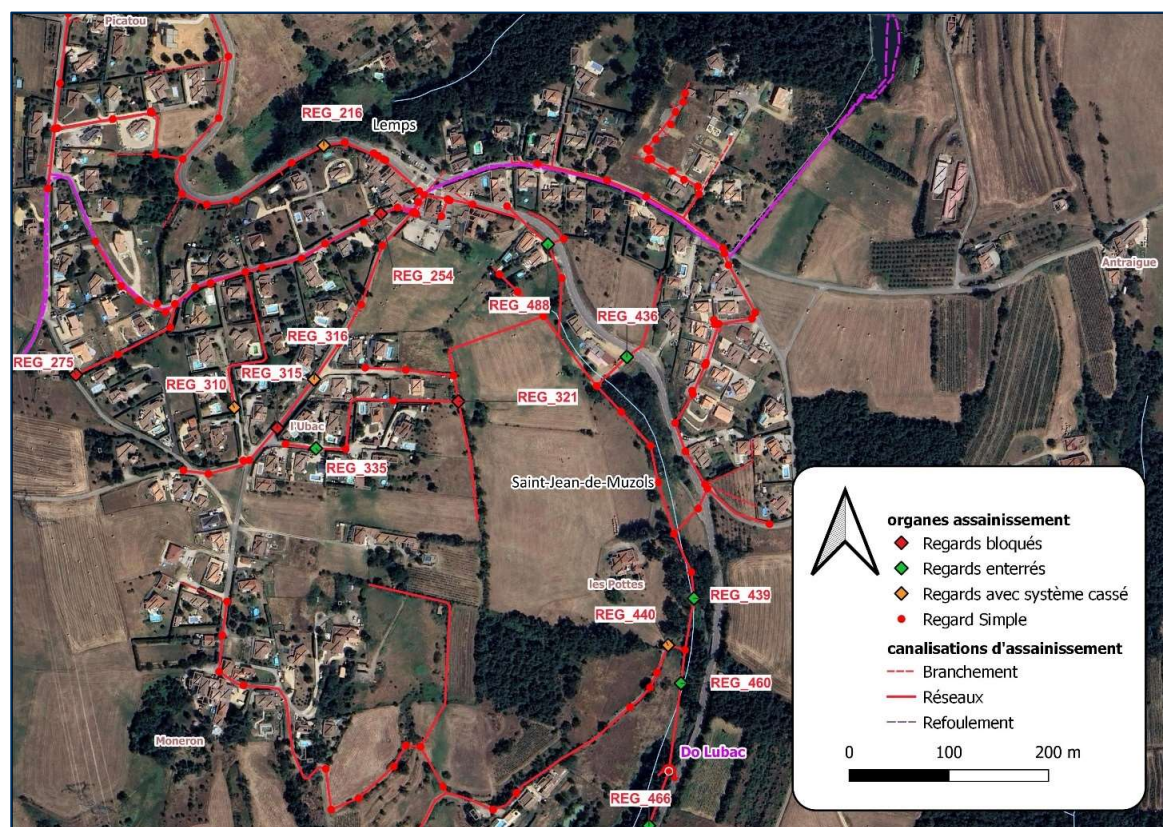 Picatou
REG_216
Lemps
REG_254
Antraigue
REG_488
REG_436
REG_316
REG_275
REG_310
REG_315
REG_321
l'Ubac
REG_335
Saint-Jean-de-Muzols
les Pottes
REG_439
REG_440
REG_460
Moneron
Do Lubac
REG_466
organes assainissement
Regards bloqués
Regards enterrés
Regards avec système cassé
Regard Simple
canalisations d'assainissement
Branchement
Réseaux
Refoulement
0 100 200 m